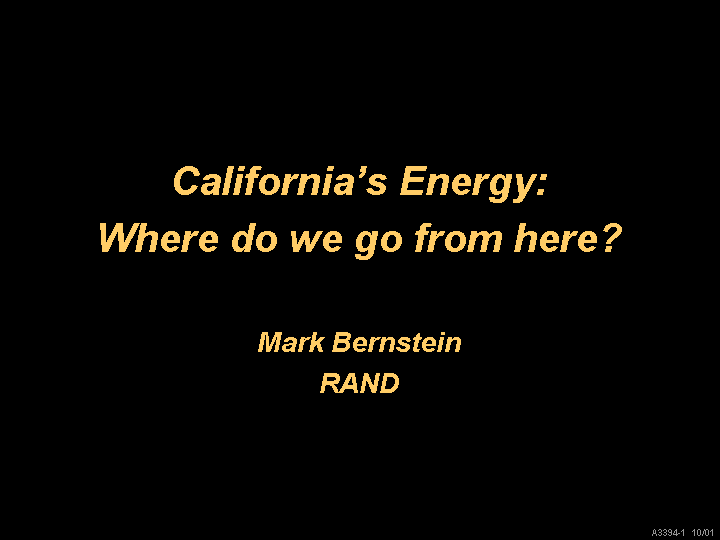 California’s Energy:
Where do we go from here?
Mark Bernstein
RAND
A3394-1 10/01